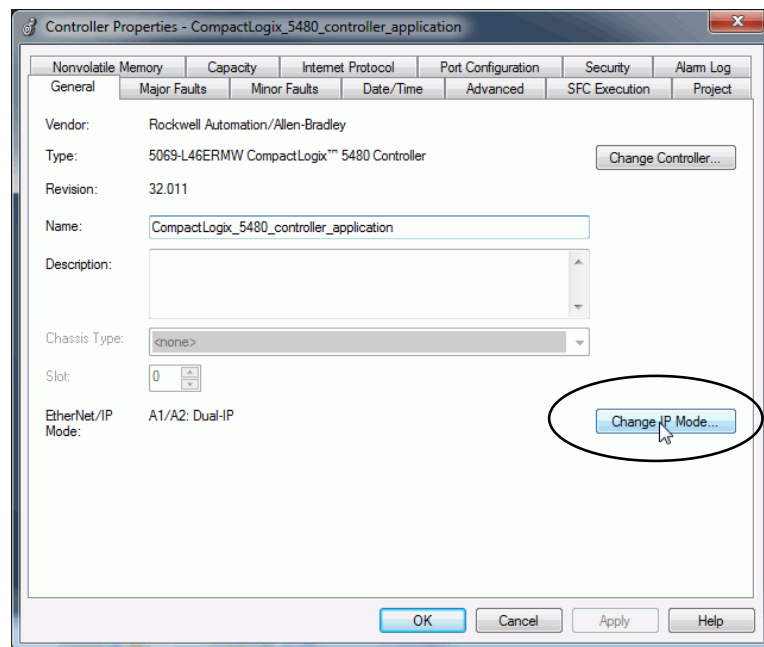 Controller Properties - CompactLogix_5480_controller_application
Nonvolatile Memory Capacity Internet Protocol Port Configuration Security Alarm Log
General Major Faults Minor Faults Date/Time Advanced SFC Execution Project
Vendor: Rockwell Automation/Allen-Bradley
Type: 5069-L46ERMW CompactLogix™ 5480 Controller Change Controller...
Revision: 32.011
Name: CompactLogix_5480_controller_application
Description:
Chassis Type: <none>
Slot: 0
EtherNet/IP A1/A2: Dual-IP Change IP Mode...
Mode:
OK Cancel Apply Help